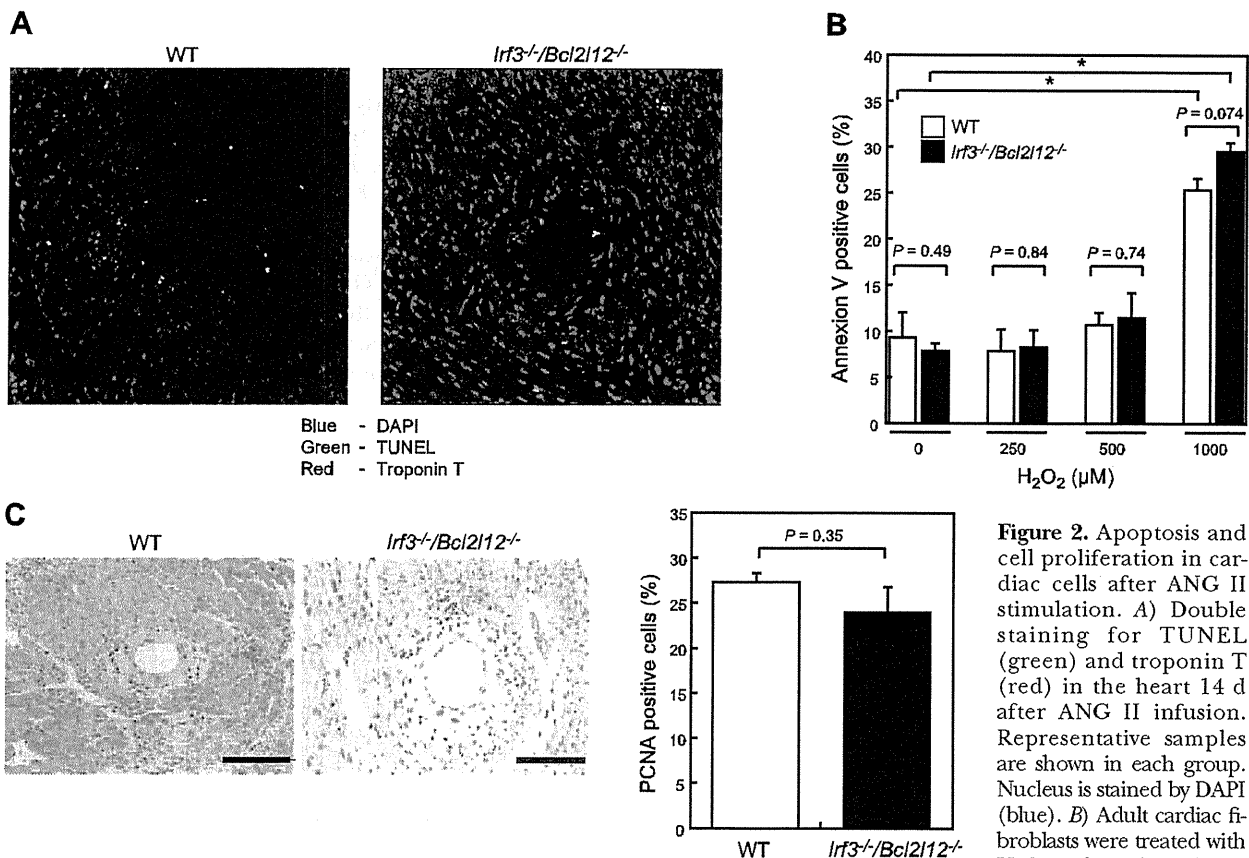 A
WT
Irf3-/-/Bcl2l12-/-
Blue - DAPI
Green - TUNEL
Red - Troponin T
B
Annexion V positive cells (%)
40
35
30
25
20
15
10
5
0
*
*
WT
Irf3-/-/Bcl2l12-/-
P = 0.49
P = 0.84
P = 0.74
P = 0.074
0
250
500
1000
H2O2 (µM)
C
WT
Irf3-/-/Bcl2l12-/-
PCNA positive cells (%)
35
30
25
20
15
10
5
0
P = 0.35
WT
Irf3-/-/Bcl2l12-/-
Figure 2. Apoptosis and
cell proliferation in car-
diac cells after ANG II
stimulation. A) Double
staining for TUNEL
(green) and troponin T
(red) in the heart 14 d
after ANG II infusion.
Representative samples
are shown in each group.
Nucleus is stained by DAPI
(blue). B) Adult cardiac fi-
broblasts were treated with